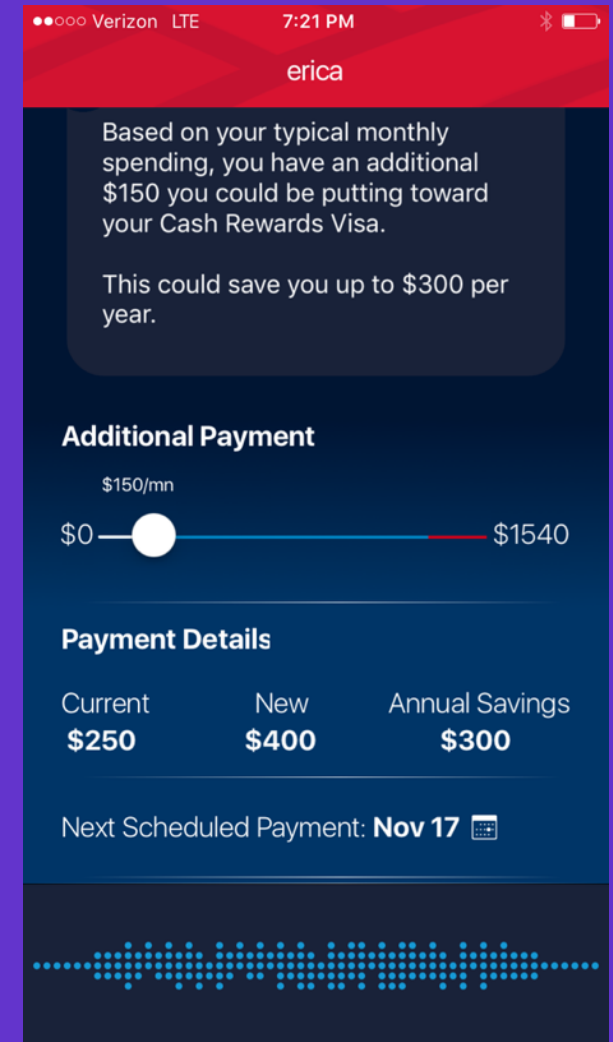 Verizon LTE 7:21 PM
erica
Based on your typical monthly
spending, you have an additional
$150 you could be putting toward
your Cash Rewards Visa.
This could save you up to $300 per
year.
Additional Payment
$150/mn
$0 $1540
Payment Details
Current New Annual Savings
$250 $400 $300
Next Scheduled Payment: Nov 17